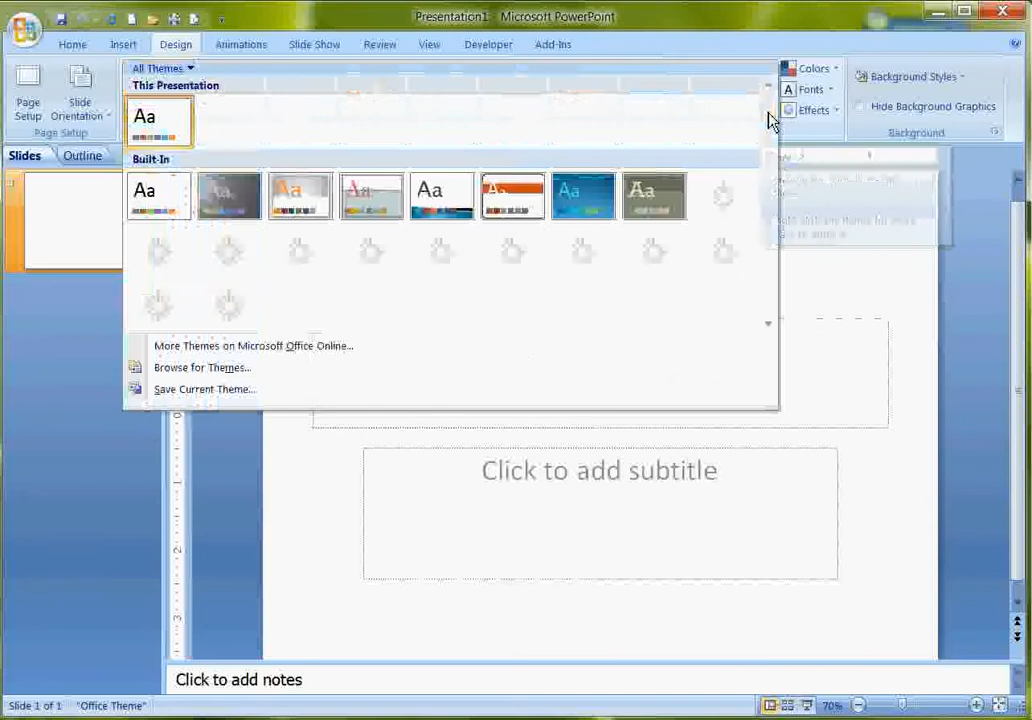 Presentation1 - Microsoft PowerPoint
Home Insert Design Animations Slide Show Review View Developer Add-Ins
All Themes
This Presentation
Aa
Built-In
Aa Aa Aa Aa Aa Aa Aa Aa
More Themes on Microsoft Office Online...
Browse for Themes...
Save Current Theme...
Page Setup
Slide Orientation
Page Setup
Colors
Fonts
Effects
Background Styles
Hide Background Graphics
Background
Slides Outline
Click to add subtitle
Click to add notes
Slide 1 of 1 "Office Theme" 70%